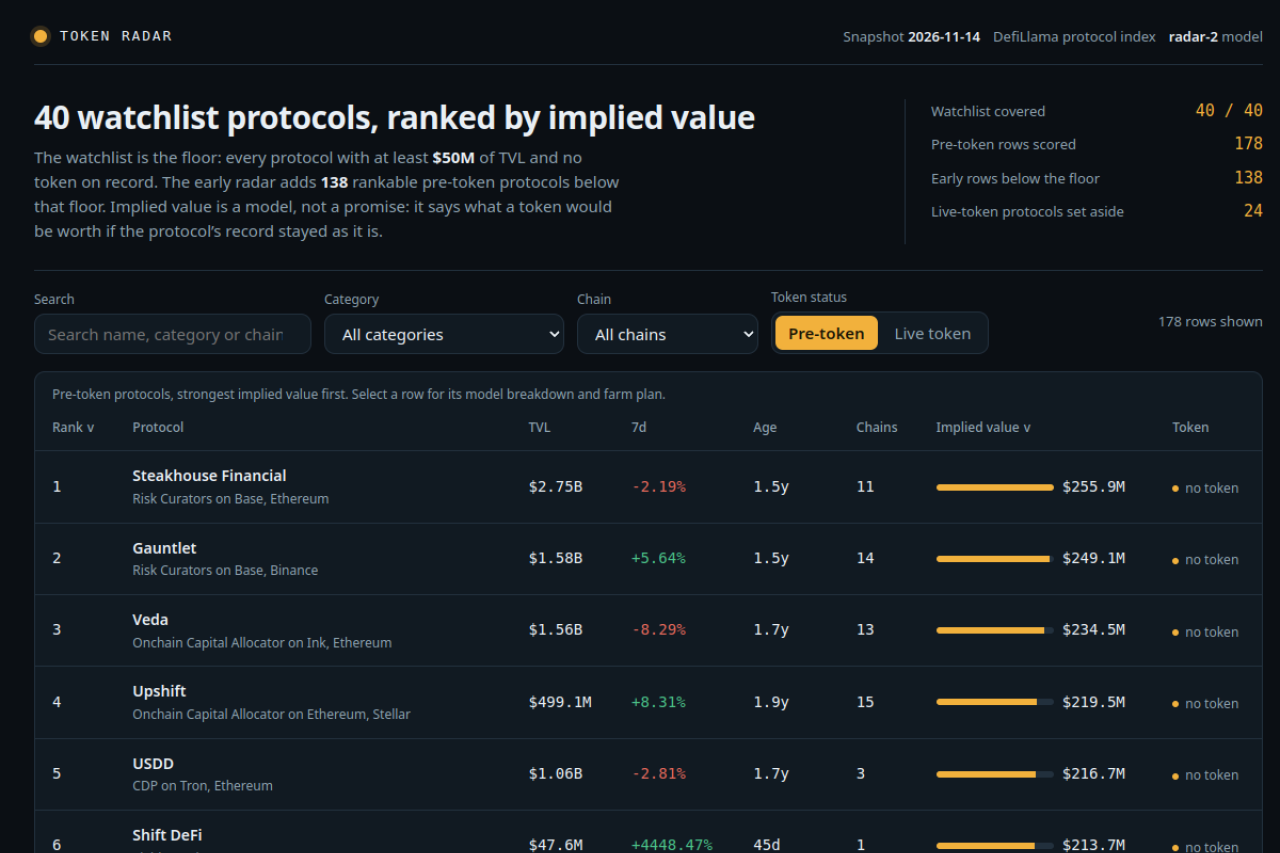 TOKEN RADAR
Snapshot 2026-11-14 DefiLlama protocol index radar-2 model
40 watchlist protocols, ranked by implied value
The watchlist is the floor: every protocol with at least $50M of TVL and no
token on record. The early radar adds 138 rankable pre-token protocols below
that floor. Implied value is a model, not a promise: it says what a token would
be worth if the protocol's record stayed as it is.
Watchlist covered 40 / 40
Pre-token rows scored 178
Early rows below the floor 138
Live-token protocols set aside 24
Search
Search name, category or chain
Category
All categories
Chain
All chains
Token status
Pre-token Live token
178 rows shown
Pre-token protocols, strongest implied value first. Select a row for its model breakdown and farm plan.
Rank v Protocol TVL 7d Age Chains Implied value v Token
1 Steakhouse Financial $2.75B -2.19% 1.5y 11 $255.9M no token
Risk Curators on Base, Ethereum
2 Gauntlet $1.58B +5.64% 1.5y 14 $249.1M no token
Risk Curators on Base, Binance
3 Veda $1.56B -8.29% 1.7y 13 $234.5M no token
Onchain Capital Allocator on Ink, Ethereum
4 Upshift $499.1M +8.31% 1.9y 15 $219.5M no token
Onchain Capital Allocator on Ethereum, Stellar
5 USDD $1.06B -2.81% 1.7y 3 $216.7M no token
CDP on Tron, Ethereum
6 Shift DeFi $47.6M +4448.47% 45d 1 $213.7M no token